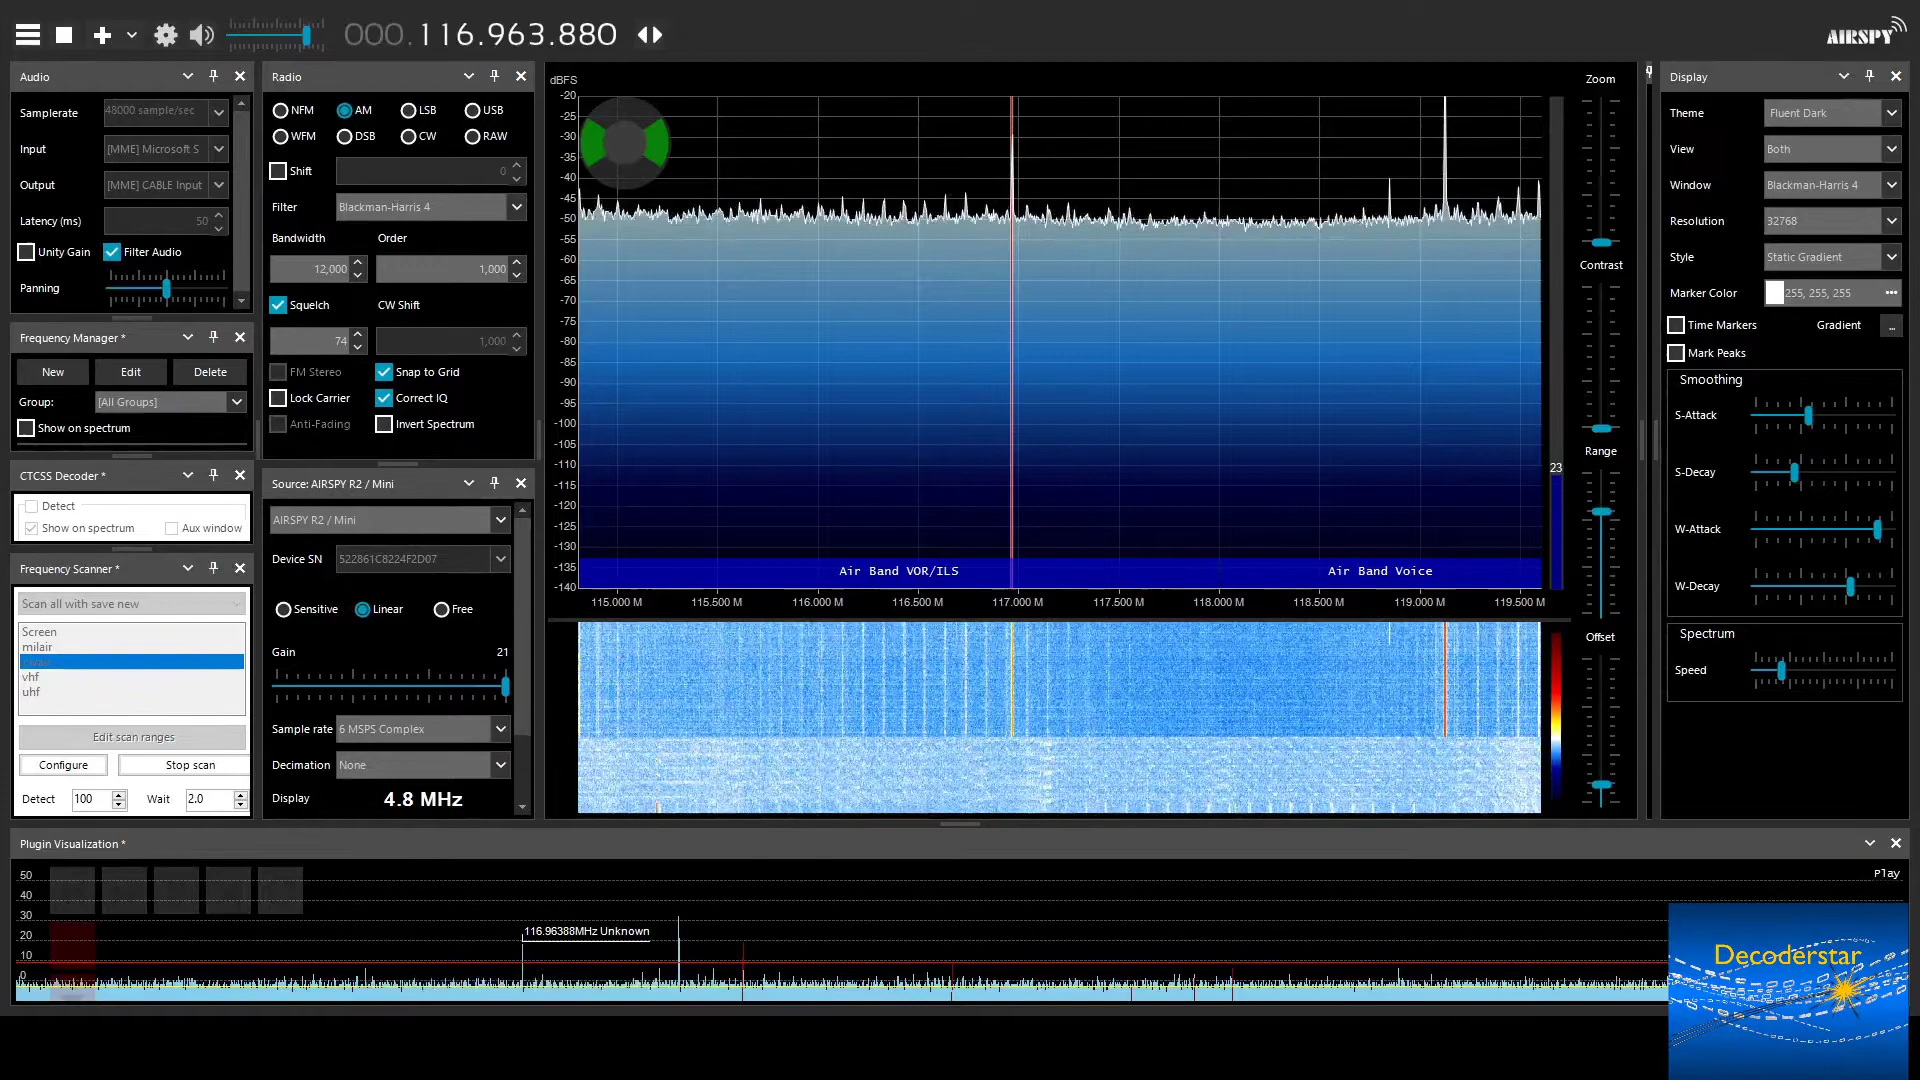 000.116.963.880
AIRSPY
Audio
Samplerate 48000 sample/sec
Input [MME] Microsoft S
Output [MME] CABLE Input
Latency (ms) 50
Unity Gain Filter Audio
Panning
Frequency Manager *
New Edit Delete
Group: [All Groups]
Show on spectrum
CTCSS Decoder *
Detect
Show on spectrum Aux window
Frequency Scanner *
Scan all with save new
Screen
milair
vhf
uhf
Edit scan ranges
Configure Stop scan
Detect 100 Wait 2.0
Radio
NFM AM LSB USB
WFM DSB CW RAW
Shift 0
Filter Blackman-Harris 4
Bandwidth Order
12,000 1,000
Squelch CW Shift
74 1,000
FM Stereo Snap to Grid
Lock Carrier Correct IQ
Anti-Fading Invert Spectrum
Source: AIRSPY R2 / Mini
AIRSPY R2 / Mini
Device SN 522861C8224F2D07
Sensitive Linear Free
Gain 21
Sample rate 6 MSPS Complex
Decimation None
Display 4.8 MHz
dBFS
-20
-25
-30
-35
-40
-45
-50
-55
-60
-65
-70
-75
-80
-85
-90
-95
-100
-105
-110
-115
-120
-125
-130
-135
-140
Air Band VOR/ILS Air Band Voice
115.000 M 115.500 M 116.000 M 116.500 M 117.000 M 117.500 M 118.000 M 118.500 M 119.000 M 119.500 M
23
Zoom
Contrast
Range
Offset
Display
Theme Fluent Dark
View Both
Window Blackman-Harris 4
Resolution 32768
Style Static Gradient
Marker Color 255, 255, 255 •••
Time Markers Gradient ...
Mark Peaks
Smoothing
S-Attack
S-Decay
W-Attack
W-Decay
Spectrum
Speed
Plugin Visualization *
Play
50
40
30
20
10
0
116.96388MHz Unknown
Decoderstar